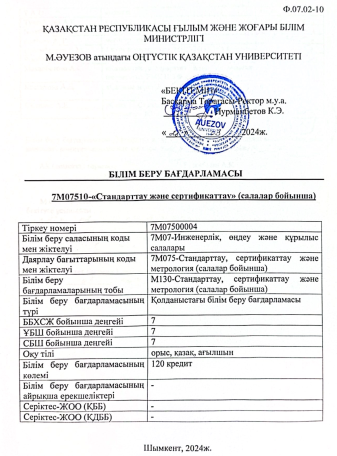 Ф.07.02-10
ҚАЗАҚСТАН РЕСПУБЛИКАСЫ ҒЫЛЫМ ЖӘНЕ ЖОҒАРЫ БІЛІМ
МИНИСТРЛІГІ
М.ӘУЕЗОВ атындағы ОҢТҮСТІК ҚАЗАҚСТАН УНИВЕРСИТЕТІ
«БЕКІТЕМІН»
Басқарма Төрағасы-Ректор м.у.а.
Нурманбетов К.Э.
AUEZOV
2024ж.
БІЛІМ БЕРУ БАҒДАРЛАМАСЫ
7М07510-«Стандарттау және сертификаттау» (салалар бойынша)
Тіркеу номері 7М07500004
Білім беру саласының коды 7М07-Инженерлік, өңдеу және құрылыс
мен жіктелуі салалары
Даярлау бағыттарының коды 7М075-Стандарттау, сертификаттау және
мен жіктелуі метрология (салалар бойынша)
Білім беру М130-Стандарттау, сертификаттау және
бағдарламаларының тобы метрология (салалар бойынша)
Білім беру бағдарламасының Қолданыстағы білім беру бағдарламасы
түрі
ББХСЖ бойынша деңгейі 7
ҰБШ бойынша деңгейі 7
СБШ бойынша деңгейі 7
Оқу тілі орыс, қазақ, ағылшын
Білім беру бағдарламасының 120 кредит
көлемі
Білім беру бағдарламасының -
айрықша ерекшеліктері
Серіктес-ЖОО (ҚББ) -
Серіктес-ЖОО (ҚДББ) -
Шымкент, 2024ж.